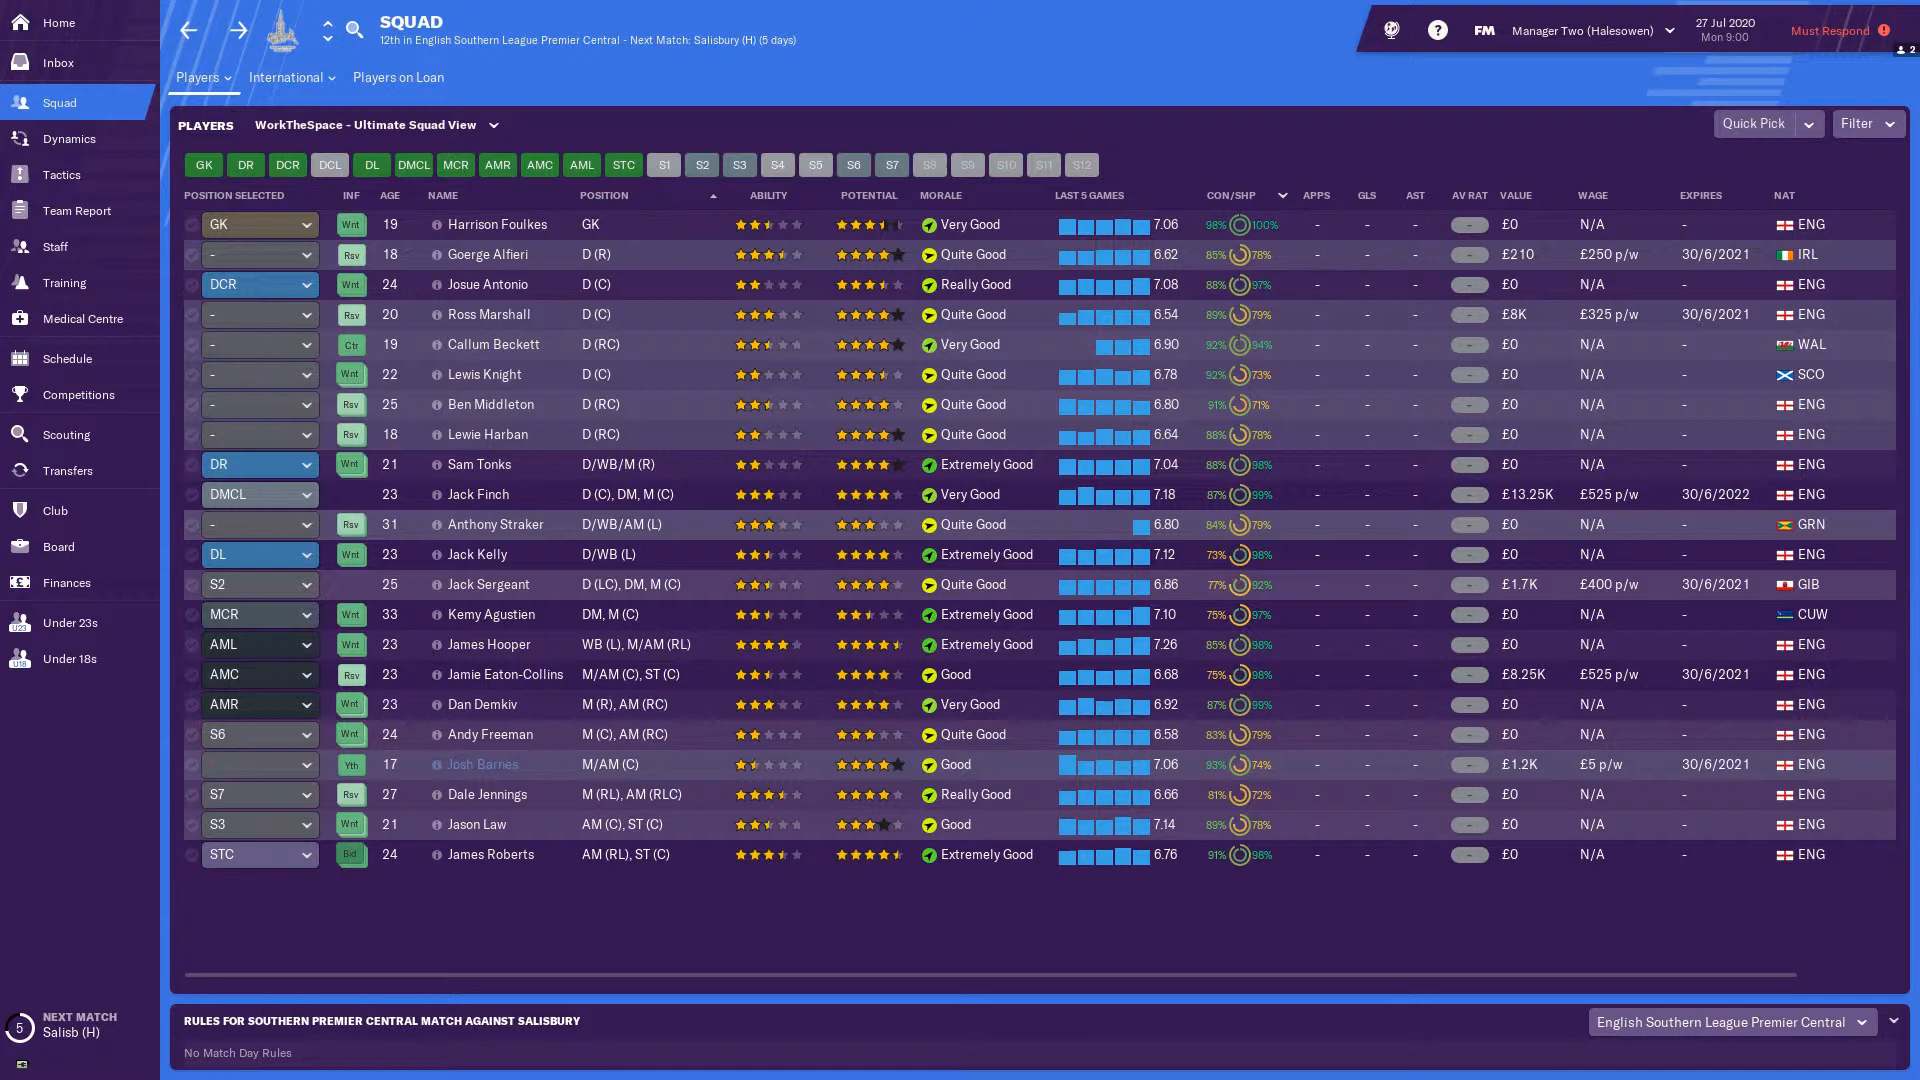 Home
Inbox
Squad
Dynamics
Tactics
Team Report
Staff
Training
Medical Centre
Schedule
Competitions
Scouting
Transfers
Club
Board
Finances
U23 Under 23s
U18 Under 18s
5 NEXT MATCH
Salisb (H)
SQUAD
12th in English Southern League Premier Central - Next Match: Salisbury (H) (5 days)
? FM Manager Two (Halesowen) 27 Jul 2020 Mon 9:00 Must Respond ! 2
Players International Players on Loan
PLAYERS WorkTheSpace - Ultimate Squad View Quick Pick Filter
GK DR DCR DCL DL DMCL MCR AMR AMC AML STC S1 S2 S3 S4 S5 S6 S7 S8 S9 S10 S11 S12
POSITION SELECTED INF AGE NAME POSITION ABILITY POTENTIAL MORALE LAST 5 GAMES CON/SHP APPS GLS AST AV RAT VALUE WAGE EXPIRES NAT
GK Wnt 19 Harrison Foulkes GK Very Good 7.06 98% 100% - - - - £0 N/A - ENG
- Rsv 18 Goerge Alfieri D (R) Quite Good 6.62 85% 78% - - - - £210 £250 p/w 30/6/2021 IRL
DCR Wnt 24 Josue Antonio D (C) Really Good 7.08 88% 97% - - - - £0 N/A - ENG
- Rsv 20 Ross Marshall D (C) Quite Good 6.54 89% 79% - - - - £8K £325 p/w 30/6/2021 ENG
- Ctr 19 Callum Beckett D (RC) Very Good 6.90 92% 94% - - - - £0 N/A - WAL
- Wnt 22 Lewis Knight D (C) Quite Good 6.78 92% 73% - - - - £0 N/A - SCO
- Rsv 25 Ben Middleton D (RC) Quite Good 6.80 91% 71% - - - - £0 N/A - ENG
- Rsv 18 Lewie Harban D (RC) Quite Good 6.64 88% 78% - - - - £0 N/A - ENG
DR Wnt 21 Sam Tonks D/WB/M (R) Extremely Good 7.04 88% 98% - - - - £0 N/A - ENG
DMCL 23 Jack Finch D (C), DM, M (C) Very Good 7.18 87% 99% - - - - £13.25K £525 p/w 30/6/2022 ENG
- Rsv 31 Anthony Straker D/WB/AM (L) Quite Good 6.80 84% 79% - - - - £0 N/A - GRN
DL Wnt 23 Jack Kelly D/WB (L) Extremely Good 7.12 73% 98% - - - - £0 N/A - ENG
S2 25 Jack Sergeant D (LC), DM, M (C) Quite Good 6.86 77% 92% - - - - £1.7K £400 p/w 30/6/2021 GIB
MCR Wnt 33 Kemy Agustien DM, M (C) Extremely Good 7.10 75% 97% - - - - £0 N/A - CUW
AML Wnt 23 James Hooper WB (L), M/AM (RL) Extremely Good 7.26 85% 98% - - - - £0 N/A - ENG
AMC Rsv 23 Jamie Eaton-Collins M/AM (C), ST (C) Good 6.68 75% 98% - - - - £8.25K £525 p/w 30/6/2021 ENG
AMR Wnt 23 Dan Demkiv M (R), AM (RC) Very Good 6.92 87% 99% - - - - £0 N/A - ENG
S6 Wnt 24 Andy Freeman M (C), AM (RC) Quite Good 6.58 83% 79% - - - - £0 N/A - ENG
Yth 17 Josh Barnes M/AM (C) Good 7.06 93% 74% - - - - £1.2K £5 p/w 30/6/2021 ENG
S7 Rsv 27 Dale Jennings M (RL), AM (RLC) Really Good 6.66 81% 72% - - - - £0 N/A - ENG
S3 Wnt 21 Jason Law AM (C), ST (C) Good 7.14 89% 78% - - - - £0 N/A - ENG
STC Bid 24 James Roberts AM (RL), ST (C) Extremely Good 6.76 91% 98% - - - - £0 N/A - ENG
RULES FOR SOUTHERN PREMIER CENTRAL MATCH AGAINST SALISBURY English Southern League Premier Central
No Match Day Rules